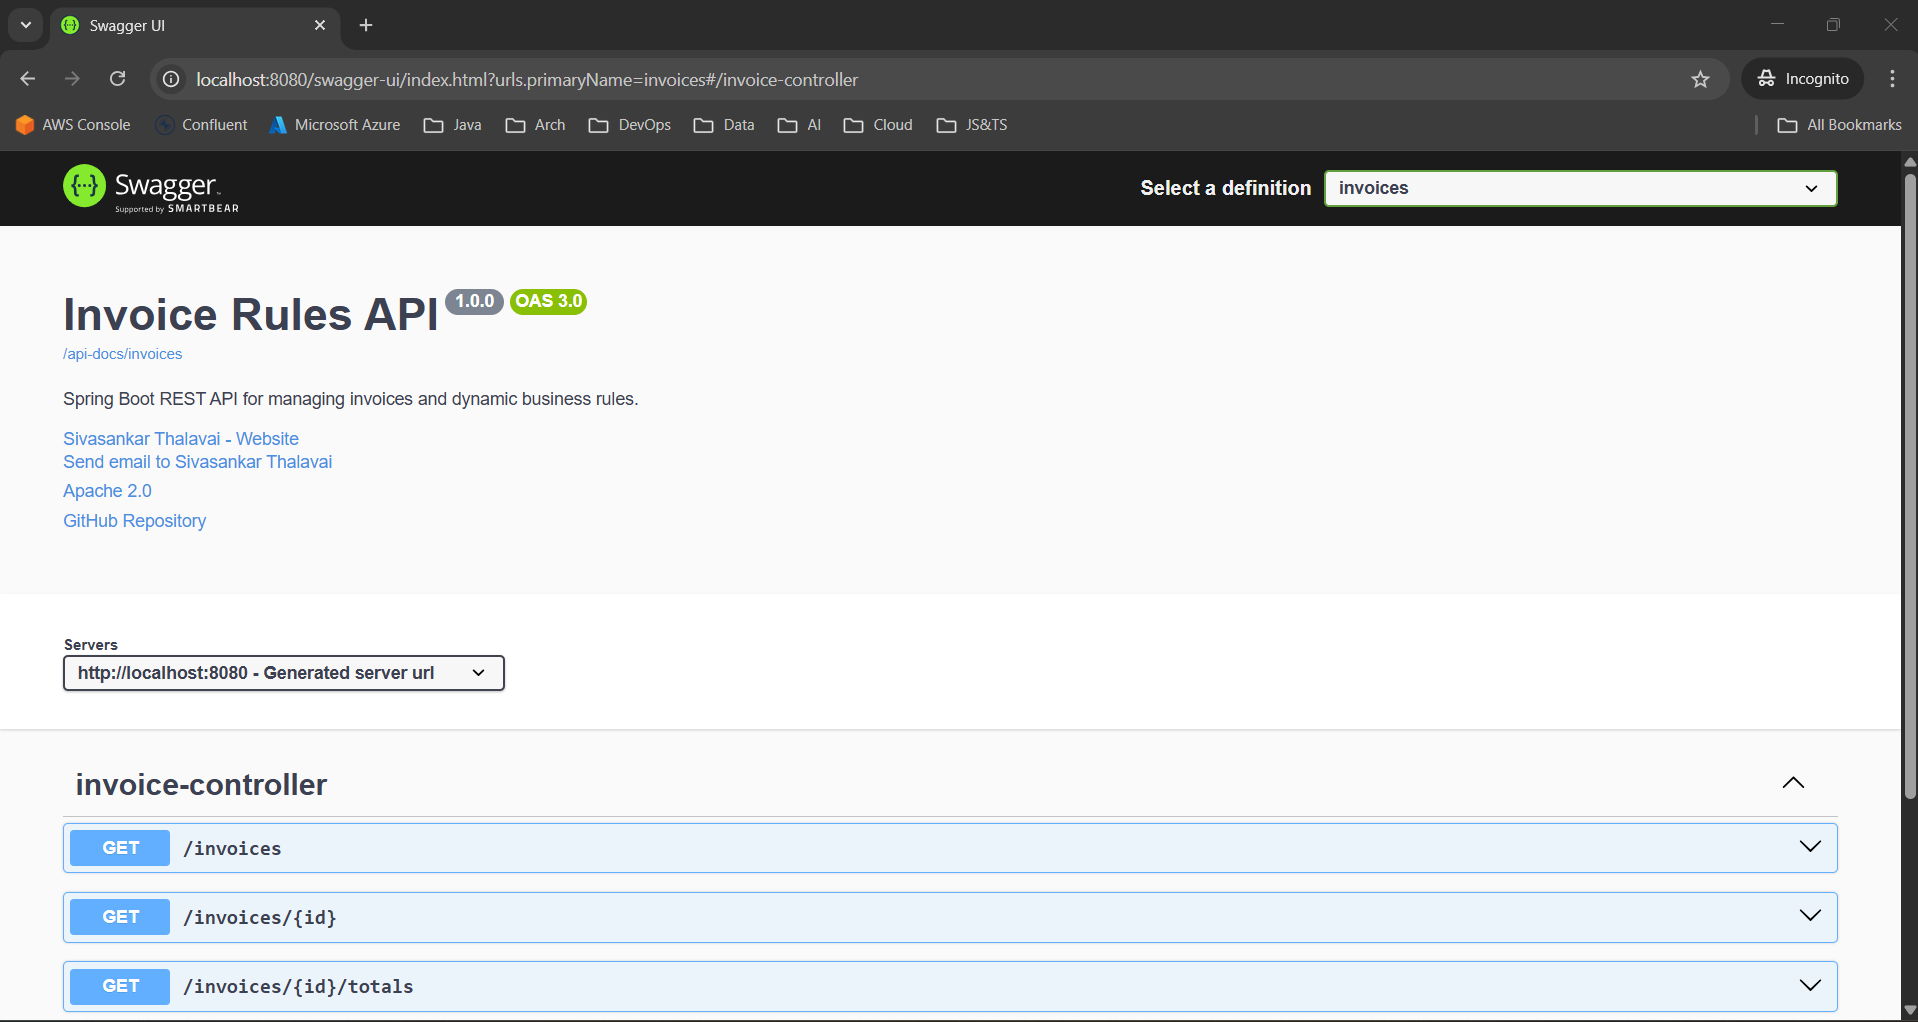 Swagger UI
localhost:8080/swagger-ui/index.html?urls.primaryName=invoices#/invoice-controller
Incognito
AWS Console
Confluent
Microsoft Azure
Java
Arch
DevOps
Data
AI
Cloud
JS&TS
All Bookmarks
{···} Swagger™
Supported by SMARTBEAR
Select a definition
invoices
Invoice Rules API 1.0.0 OAS 3.0
/api-docs/invoices
Spring Boot REST API for managing invoices and dynamic business rules.
Sivasankar Thalavai - Website
Send email to Sivasankar Thalavai
Apache 2.0
GitHub Repository
Servers
http://localhost:8080 - Generated server url
invoice-controller
GET /invoices
GET /invoices/{id}
GET /invoices/{id}/totals